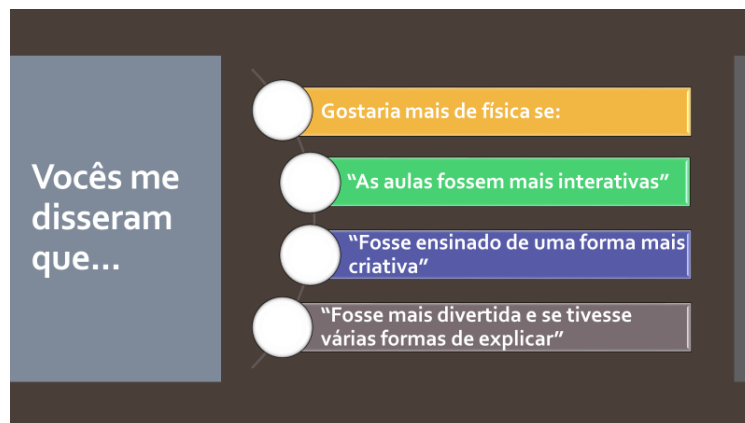 Vocês me
disseram
que...
Gostaria mais de física se:
“As aulas fossem mais interativas”
“Fosse ensinado de uma forma mais
criativa”
“Fosse mais divertida e se tivesse
várias formas de explicar”